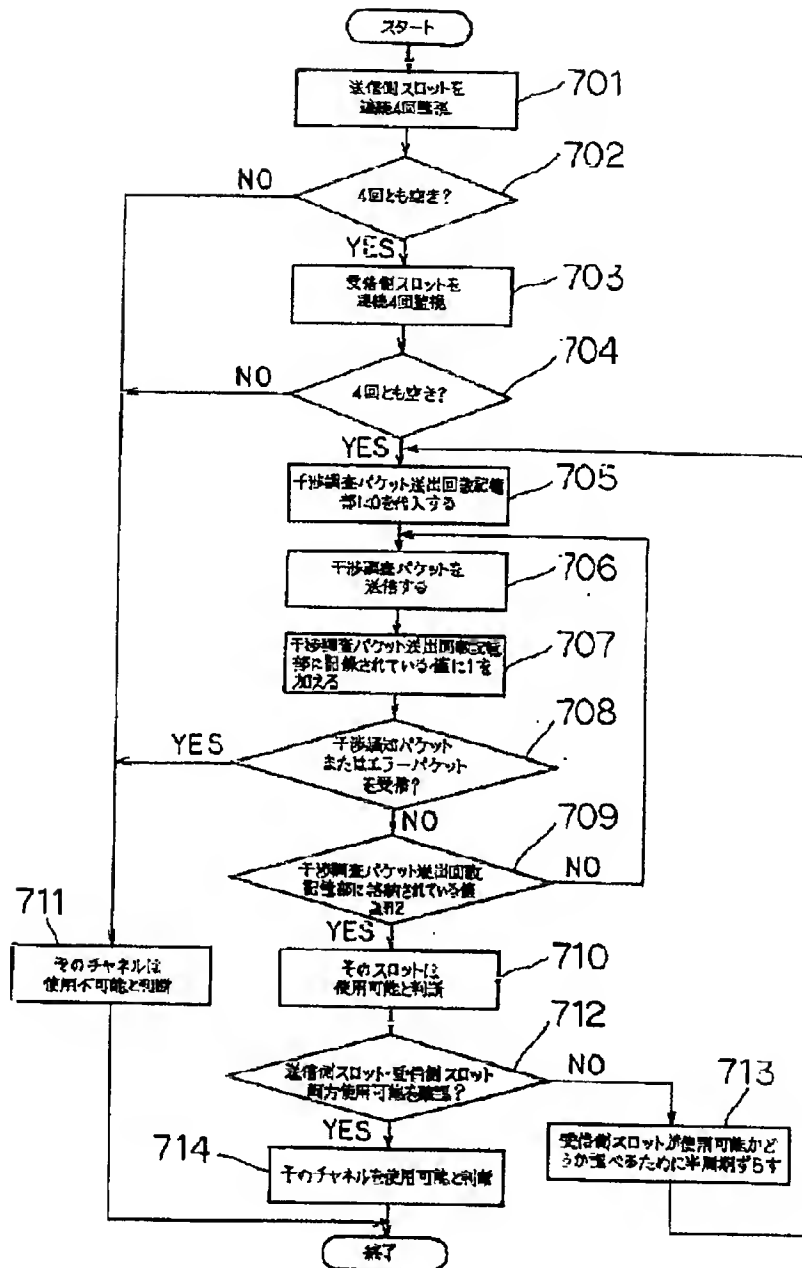 スタート
送信側スロットを
連続4回監視
701
702
4回とも空き?
NO
YES
受信側スロットを
連続4回監視
703
704
4回とも空き?
NO
YES
干渉調査パケット送出回数記憶
部に0を代入する
705
干渉調査パケットを
送信する
706
干渉調査パケット送出回数記憶
部に記録されている値に1を
加える
707
708
干渉通知パケット
またはエラーパケット
を受信?
YES
NO
709
干渉調査パケット送出回数
記憶部に格納されている値
NO
YES
711
そのチャネルは
使用不可能と判断
そのスロットは
使用可能と判断
710
712
送信側スロット・受信側スロット
両方使用可能を確認?
NO
YES
713
714
そのチャネルを使用可能と判断
受信側スロットが使用可能かど
うか調べるために半周期ずらす
終了